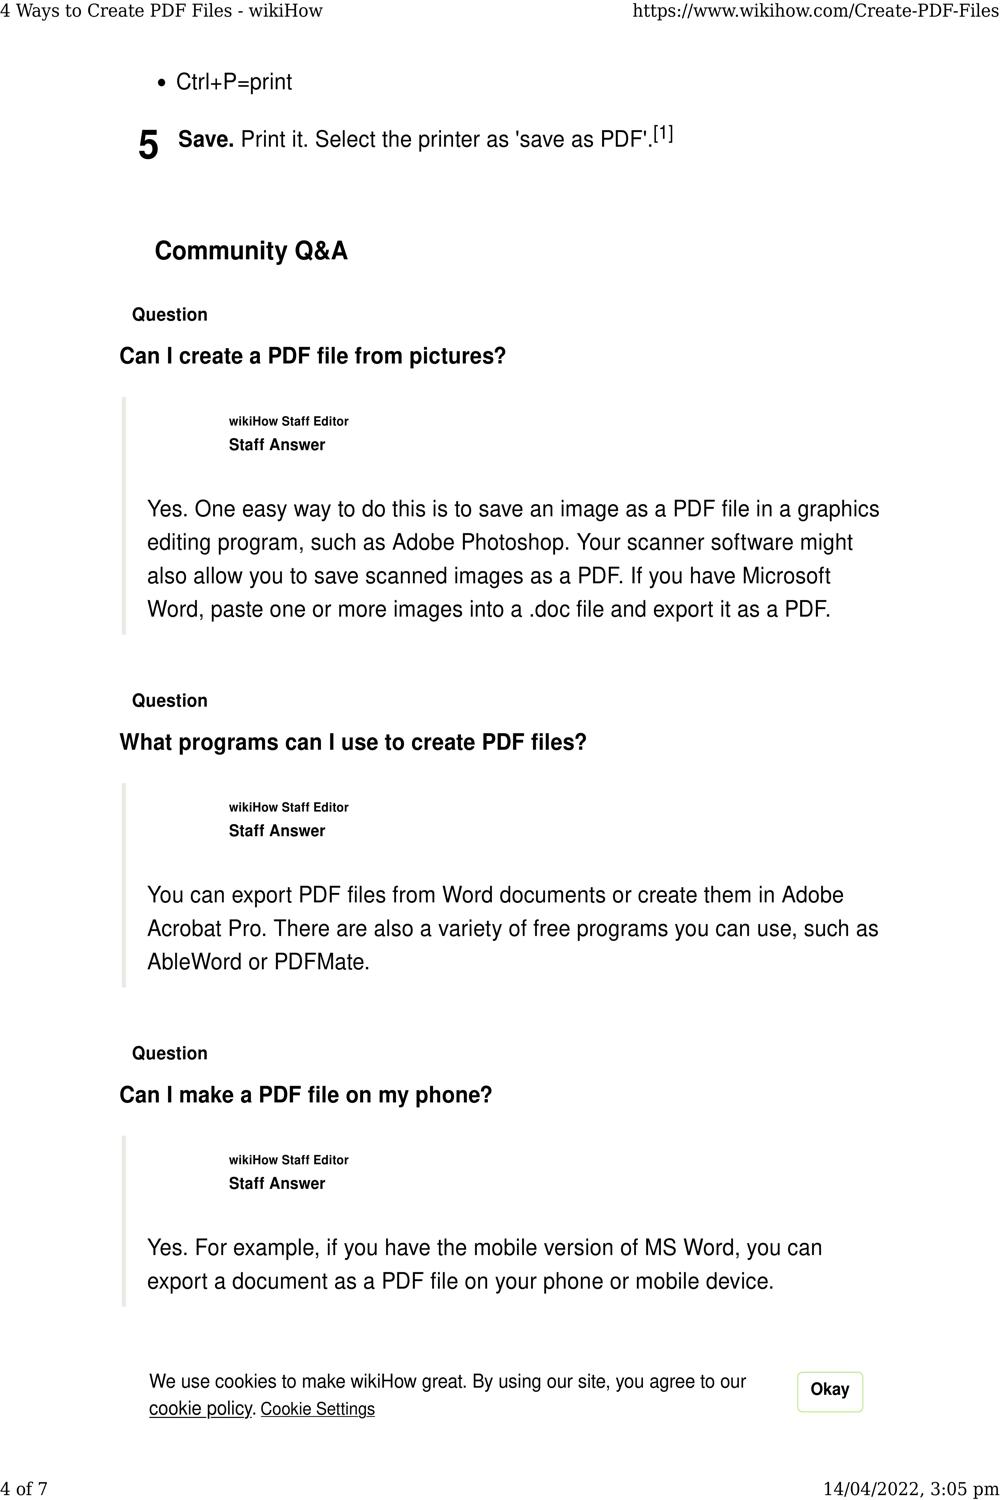 4 Ways to Create PDF Files - wikiHow https://www.wikihow.com/Create-PDF-Files
• Ctrl+P=print
5 Save. Print it. Select the printer as 'save as PDF'.[1]
Community Q&A
Question
Can I create a PDF file from pictures?
wikiHow Staff Editor
Staff Answer
Yes. One easy way to do this is to save an image as a PDF file in a graphics
editing program, such as Adobe Photoshop. Your scanner software might
also allow you to save scanned images as a PDF. If you have Microsoft
Word, paste one or more images into a .doc file and export it as a PDF.
Question
What programs can I use to create PDF files?
wikiHow Staff Editor
Staff Answer
You can export PDF files from Word documents or create them in Adobe
Acrobat Pro. There are also a variety of free programs you can use, such as
AbleWord or PDFMate.
Question
Can I make a PDF file on my phone?
wikiHow Staff Editor
Staff Answer
Yes. For example, if you have the mobile version of MS Word, you can
export a document as a PDF file on your phone or mobile device.
We use cookies to make wikiHow great. By using our site, you agree to our
cookie policy. Cookie Settings
Okay
4 of 7 14/04/2022, 3:05 pm